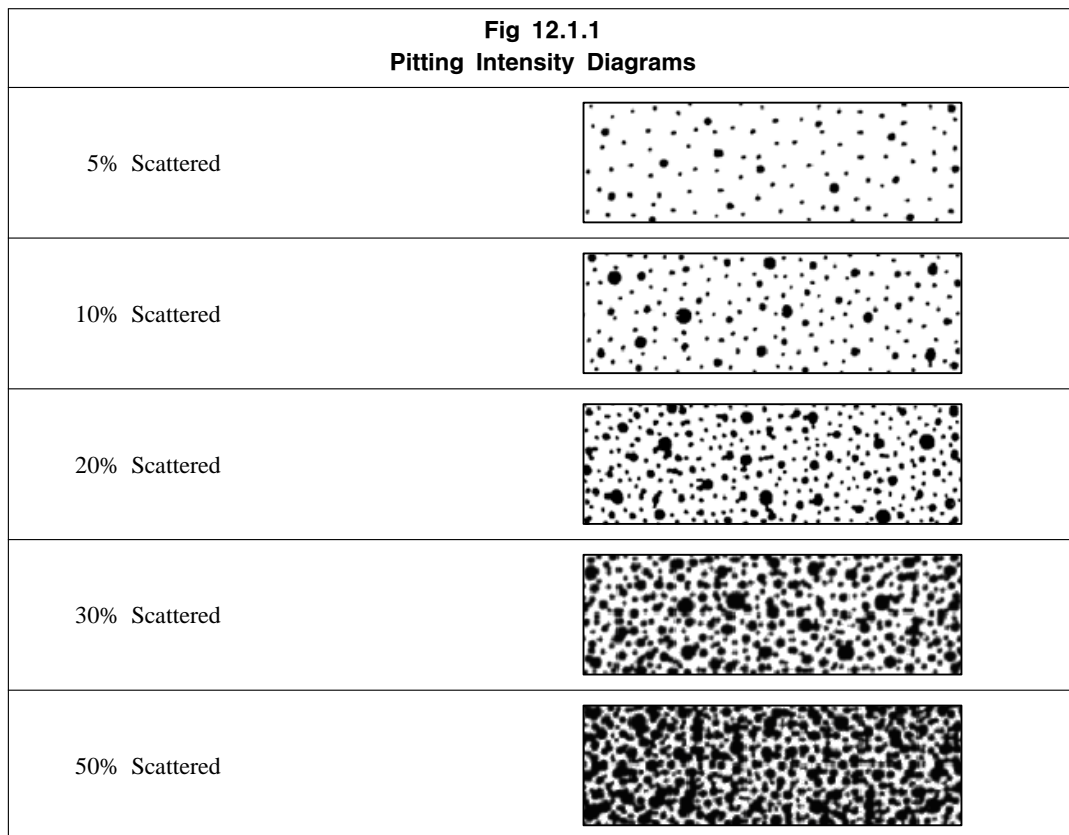 Fig 12.1.1
Pitting Intensity Diagrams
5% Scattered
10% Scattered
20% Scattered
30% Scattered
50% Scattered